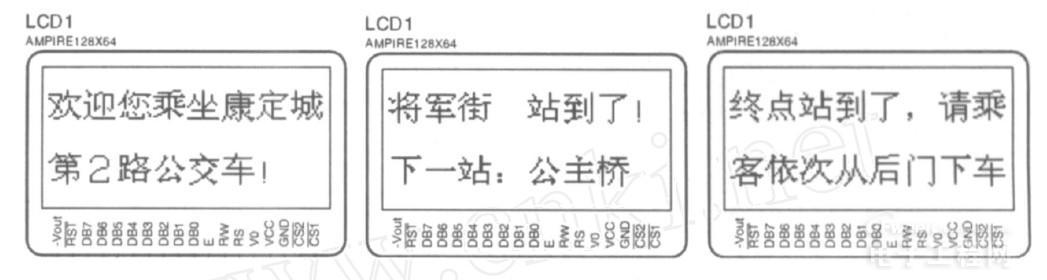 LCD1
AMPIRE128X64
欢迎您乘坐康定城
第2路公交车!
-Vout
RST
DB7
DB6
DB5
DB4
DB3
DB2
DB1
DB0
E
R/W
RS
V0
VCC
GND
CS2
CS1
LCD1
AMPIRE128X64
将军街 站到了!
下一站：公主桥
-Vout
RST
DB7
DB6
DB5
DB4
DB3
DB2
DB1
DB0
E
R/W
RS
V0
VCC
GND
CS2
CS1
LCD1
AMPIRE128X64
终点站到了，请乘
客依次从后门下车
-Vout
RST
DB7
DB6
DB5
DB4
DB3
DB2
DB1
DB0
E
R/W
RS
V0
VCC
GND
CS2
CS1
www.cnki.net